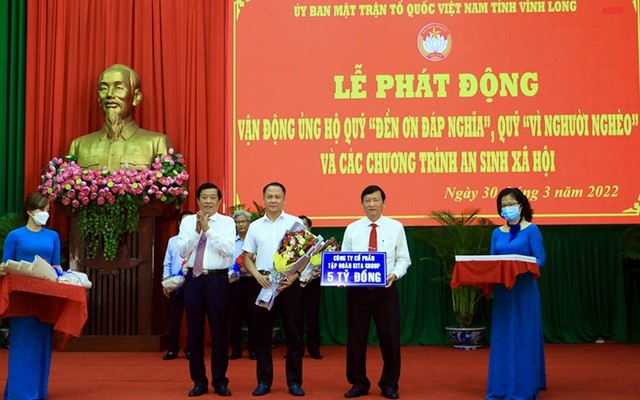 ỦY BAN MẶT TRẬN TỔ QUỐC VIỆT NAM TỈNH VĨNH LONG
LỄ PHÁT ĐỘNG
VẬN ĐỘNG ỦNG HỘ QUỸ “ĐỀN ƠN ĐÁP NGHĨA”, QUỸ “VÌ NGƯỜI NGHÈO”
VÀ CÁC CHƯƠNG TRÌNH AN SINH XÃ HỘI
Ngày 30 3 2022
CÔNG TY CỔ PHẦN
TẬP ĐOÀN KITA GROUP
5 TỶ ĐỒNG